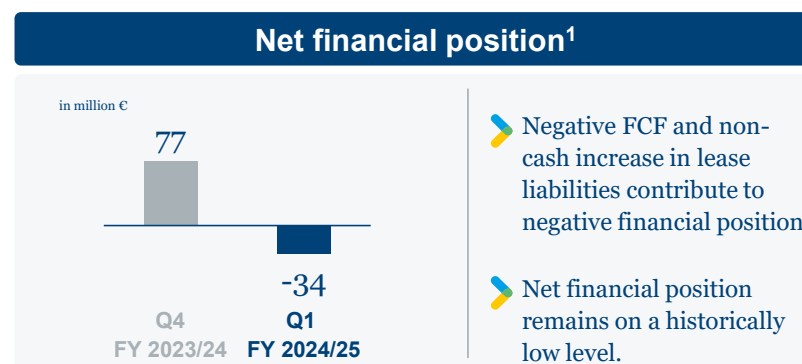 Net financial position1
in million €
77
-34
Q4
FY 2023/24
Q1
FY 2024/25
Negative FCF and non-
cash increase in lease
liabilities contribute to
negative financial position
Net financial position
remains on a historically
low level.